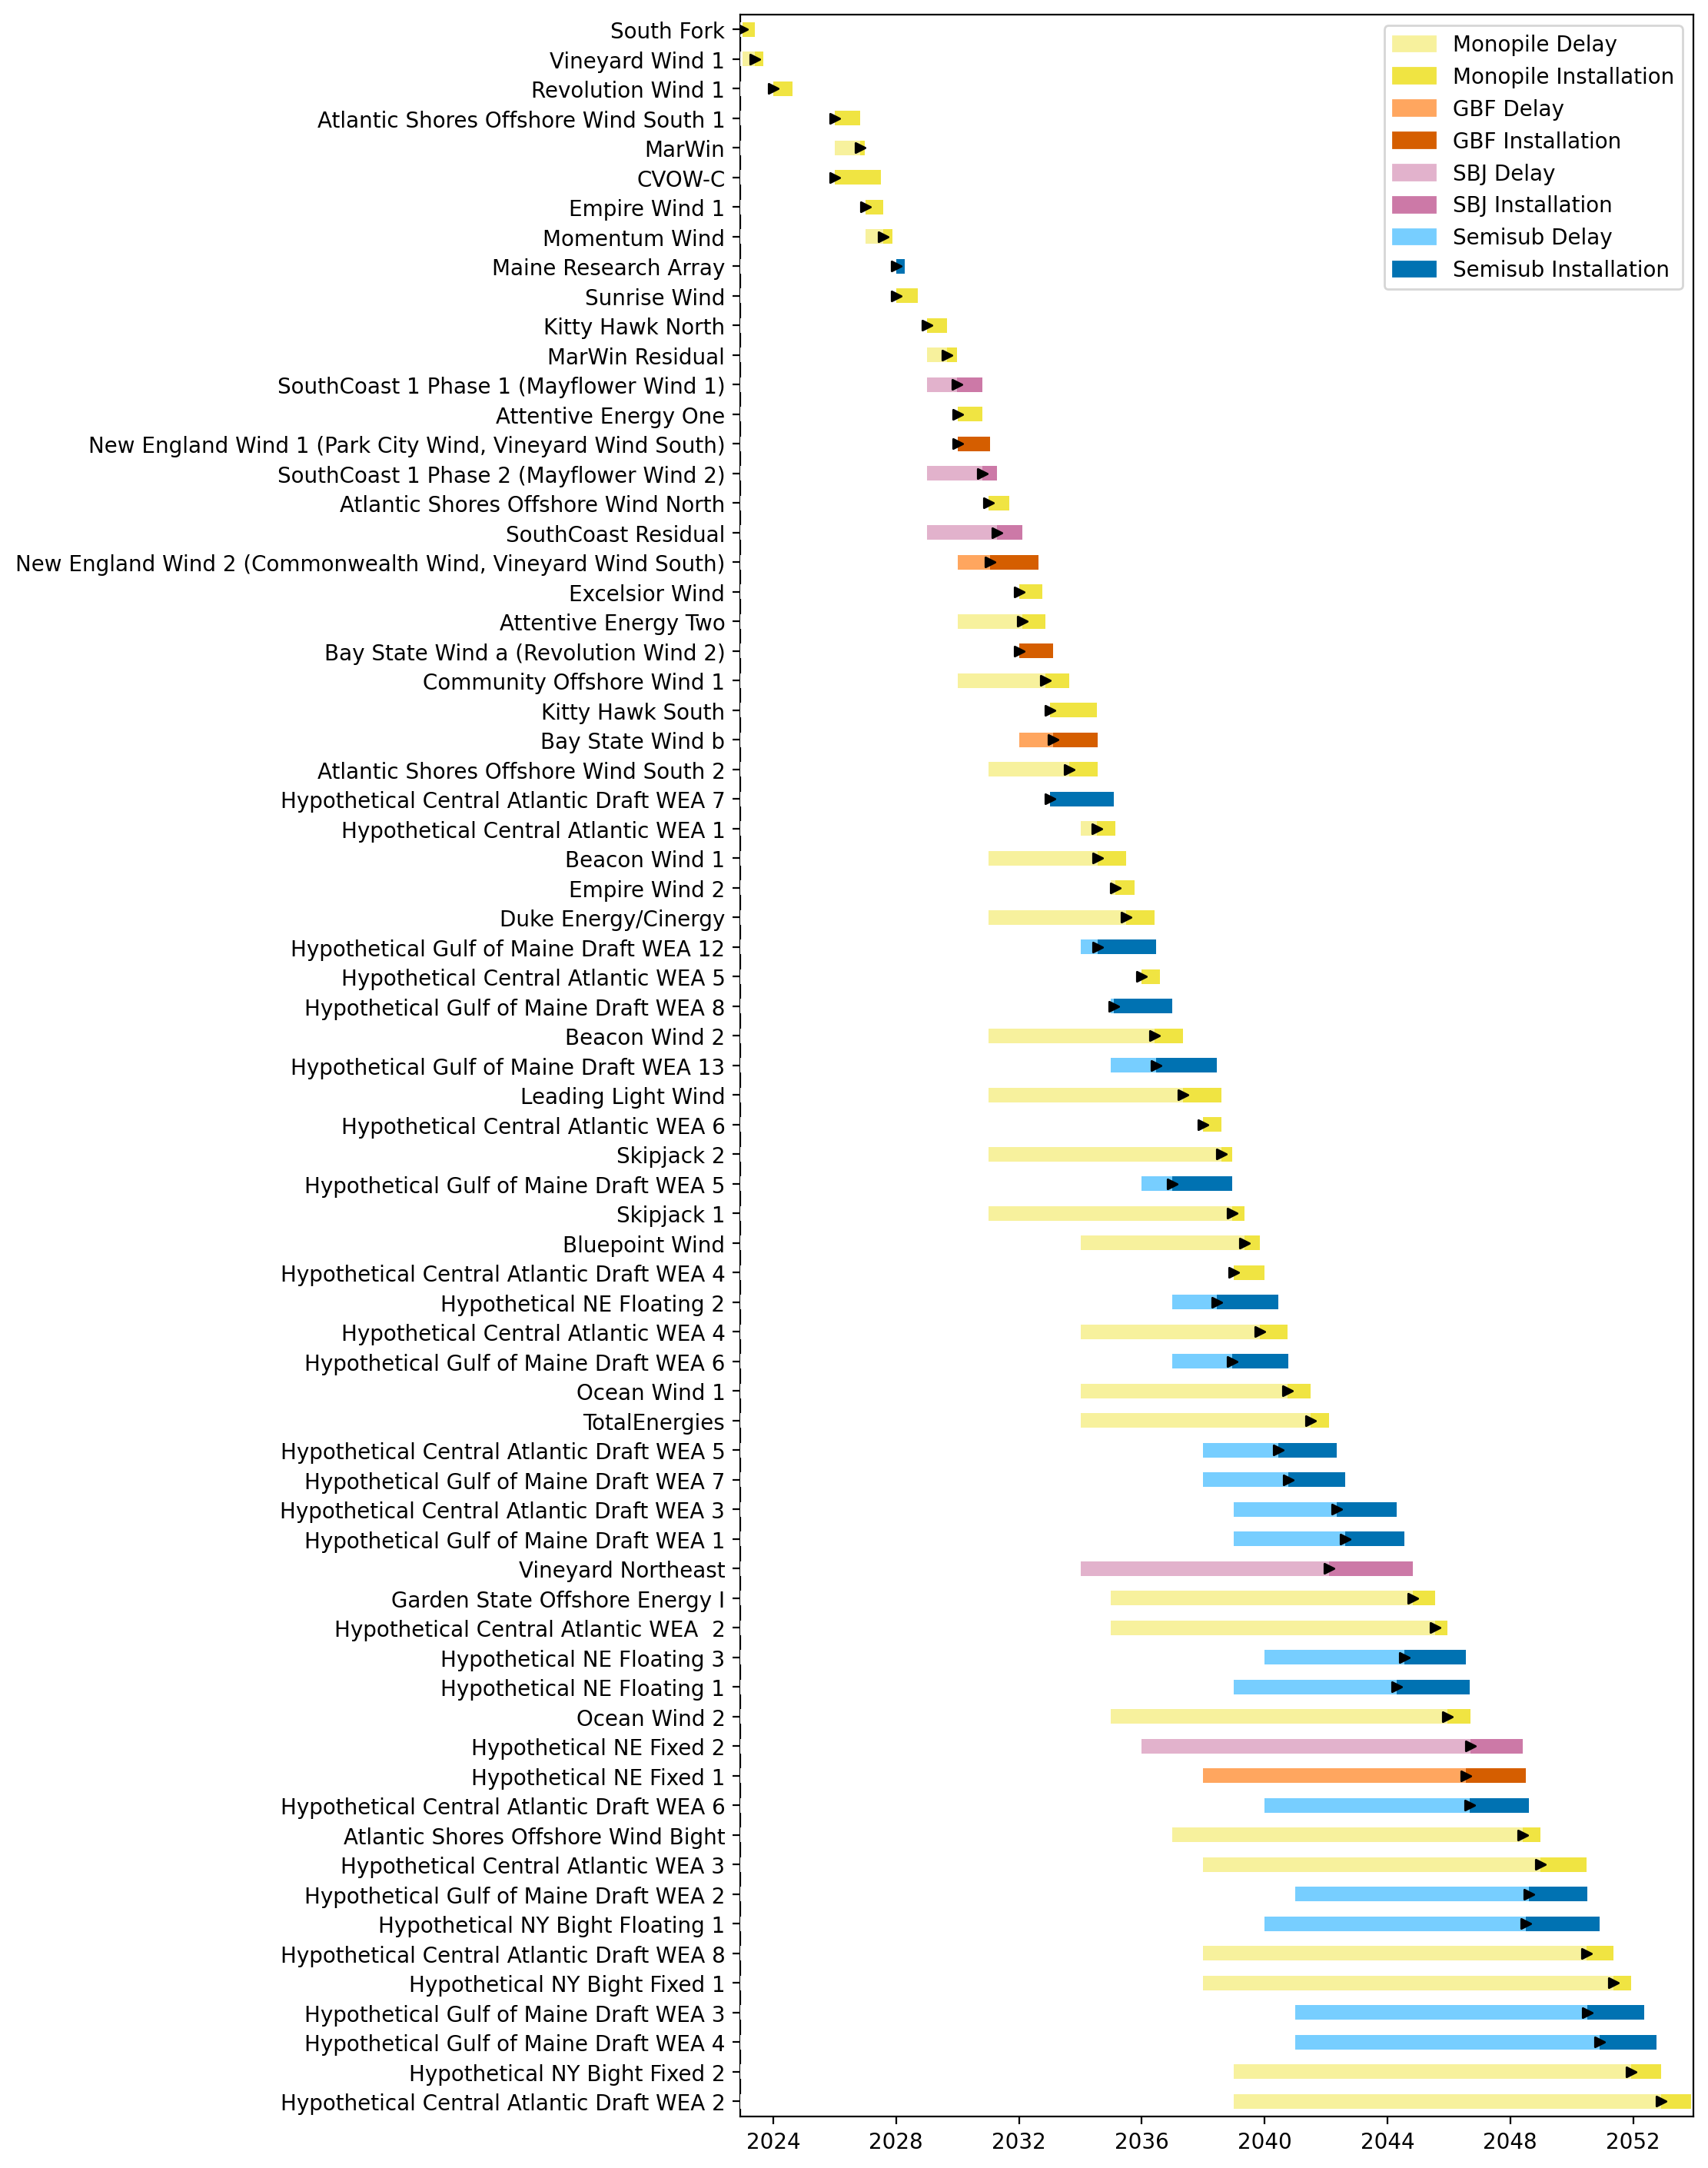 South Fork
Vineyard Wind 1
Revolution Wind 1
Atlantic Shores Offshore Wind South 1
MarWin
CVOW-C
Empire Wind 1
Momentum Wind
Maine Research Array
Sunrise Wind
Kitty Hawk North
MarWin Residual
SouthCoast 1 Phase 1 (Mayflower Wind 1)
Attentive Energy One
New England Wind 1 (Park City Wind, Vineyard Wind South)
SouthCoast 1 Phase 2 (Mayflower Wind 2)
Atlantic Shores Offshore Wind North
SouthCoast Residual
New England Wind 2 (Commonwealth Wind, Vineyard Wind South)
Excelsior Wind
Attentive Energy Two
Bay State Wind a (Revolution Wind 2)
Community Offshore Wind 1
Kitty Hawk South
Bay State Wind b
Atlantic Shores Offshore Wind South 2
Hypothetical Central Atlantic Draft WEA 7
Hypothetical Central Atlantic WEA 1
Beacon Wind 1
Empire Wind 2
Duke Energy/Cinergy
Hypothetical Gulf of Maine Draft WEA 12
Hypothetical Central Atlantic WEA 5
Hypothetical Gulf of Maine Draft WEA 8
Beacon Wind 2
Hypothetical Gulf of Maine Draft WEA 13
Leading Light Wind
Hypothetical Central Atlantic WEA 6
Skipjack 2
Hypothetical Gulf of Maine Draft WEA 5
Skipjack 1
Bluepoint Wind
Hypothetical Central Atlantic Draft WEA 4
Hypothetical NE Floating 2
Hypothetical Central Atlantic WEA 4
Hypothetical Gulf of Maine Draft WEA 6
Ocean Wind 1
TotalEnergies
Hypothetical Central Atlantic Draft WEA 5
Hypothetical Gulf of Maine Draft WEA 7
Hypothetical Central Atlantic Draft WEA 3
Hypothetical Gulf of Maine Draft WEA 1
Vineyard Northeast
Garden State Offshore Energy I
Hypothetical Central Atlantic WEA  2
Hypothetical NE Floating 3
Hypothetical NE Floating 1
Ocean Wind 2
Hypothetical NE Fixed 2
Hypothetical NE Fixed 1
Hypothetical Central Atlantic Draft WEA 6
Atlantic Shores Offshore Wind Bight
Hypothetical Central Atlantic WEA 3
Hypothetical Gulf of Maine Draft WEA 2
Hypothetical NY Bight Floating 1
Hypothetical Central Atlantic Draft WEA 8
Hypothetical NY Bight Fixed 1
Hypothetical Gulf of Maine Draft WEA 3
Hypothetical Gulf of Maine Draft WEA 4
Hypothetical NY Bight Fixed 2
Hypothetical Central Atlantic Draft WEA 2
Monopile Delay
Monopile Installation
GBF Delay
GBF Installation
SBJ Delay
SBJ Installation
Semisub Delay
Semisub Installation
2024 2028 2032 2036 2040 2044 2048 2052